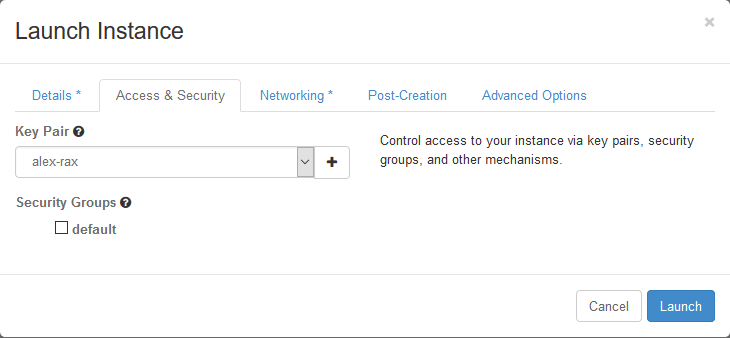 Launch Instance
×
Details *
Access & Security
Networking *
Post-Creation
Advanced Options
Key Pair ?
alex-rax
+
Control access to your instance via key pairs, security
groups, and other mechanisms.
Security Groups ?
default
Cancel
Launch